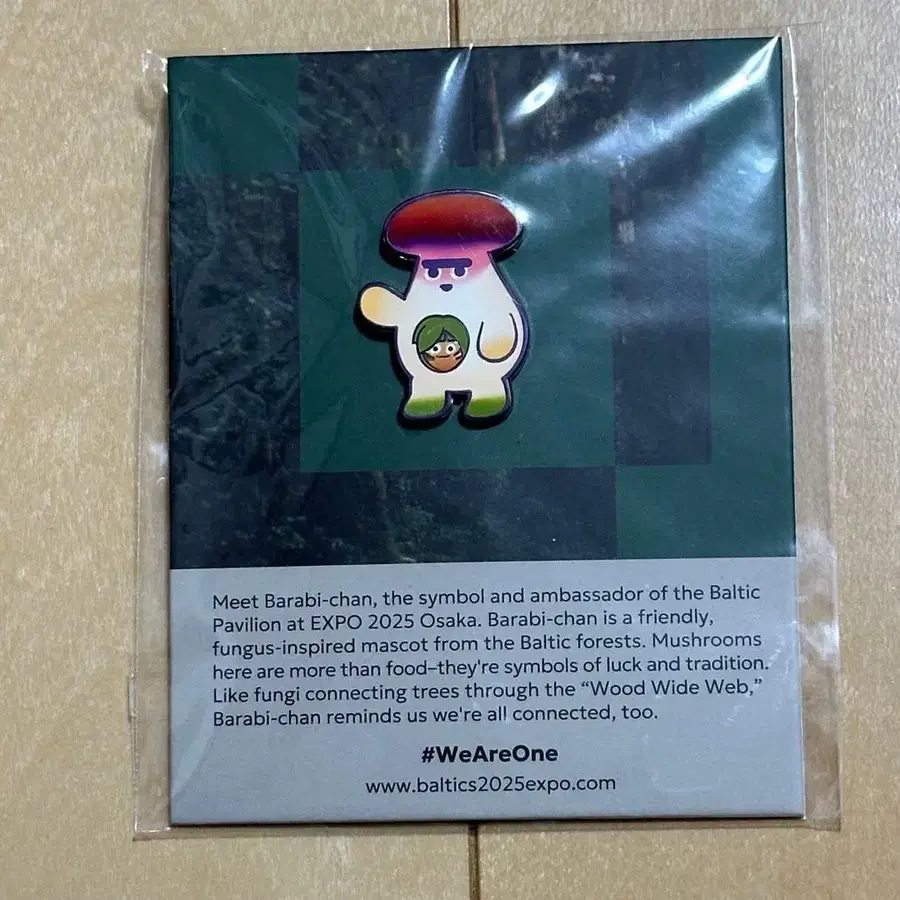 Meet Barabi-chan, the symbol and ambassador of the Baltic
Pavilion at EXPO 2025 Osaka. Barabi-chan is a friendly,
fungus-inspired mascot from the Baltic forests. Mushrooms
here are more than food–they're symbols of luck and tradition.
Like fungi connecting trees through the “Wood Wide Web,”
Barabi-chan reminds us we're all connected, too.
#WeAreOne
www.baltics2025expo.com